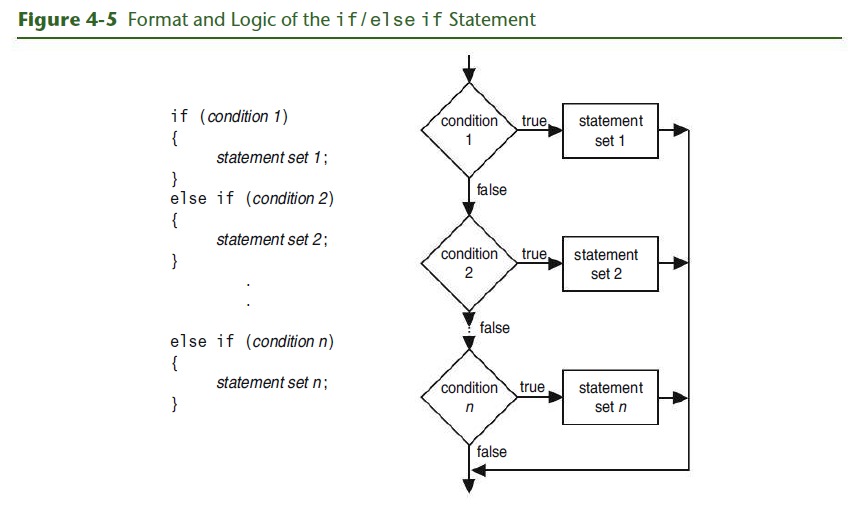 Figure 4-5 Format and Logic of the if/else if Statement
if (condition 1)
{
statement set 1;
}
else if (condition 2)
{
statement set 2;
}
.
.
else if (condition n)
{
statement set n;
}
condition
1
true
statement
set 1
false
condition
2
true
statement
set 2
false
condition
n
true
statement
set n
false